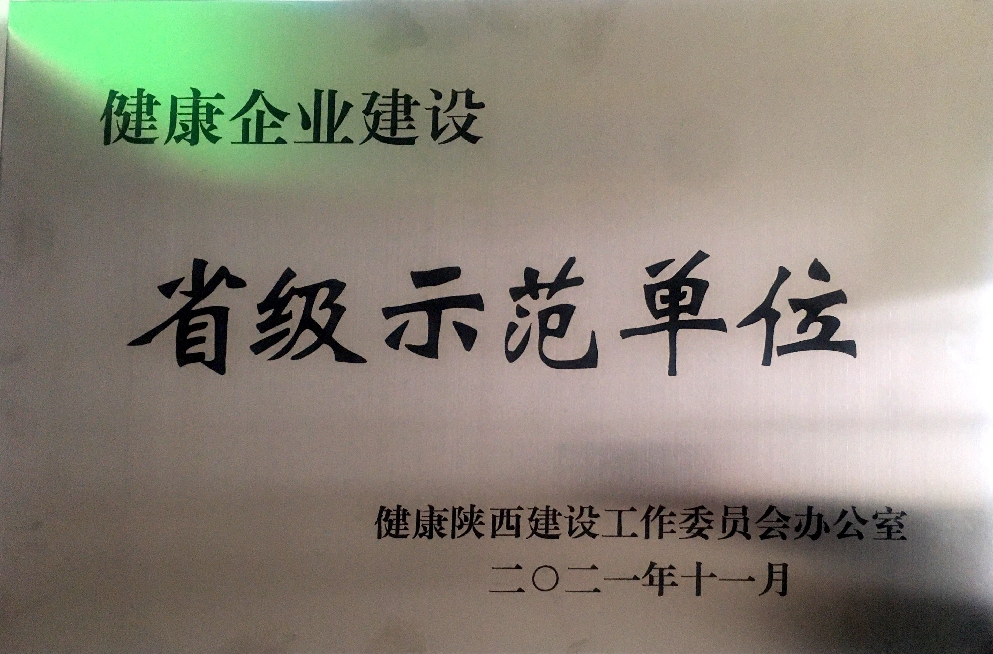 健康企业建设
省级示范单位
健康陕西建设工作委员会办公室
二〇二一年十一月